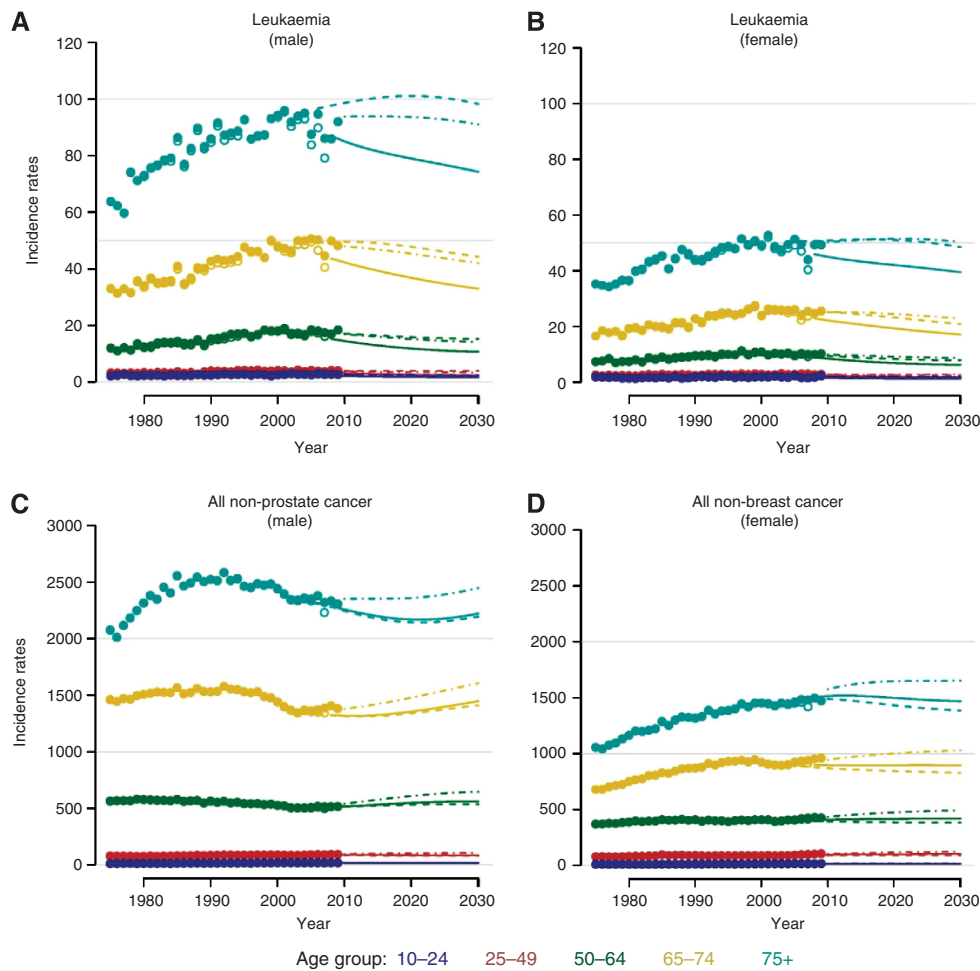 A
Leukaemia
(male)
120
100
80
60
40
20
0
Incidence rates
1980 1990 2000 2010 2020 2030
Year
B
Leukaemia
(female)
120
100
80
60
40
20
0
1980 1990 2000 2010 2020 2030
Year
C
All non-prostate cancer
(male)
3000
2500
2000
1500
1000
500
0
Incidence rates
1980 1990 2000 2010 2020 2030
Year
D
All non-breast cancer
(female)
3000
2500
2000
1500
1000
500
0
1980 1990 2000 2010 2020 2030
Year
Age group: 10–24 25–49 50–64 65–74 75+